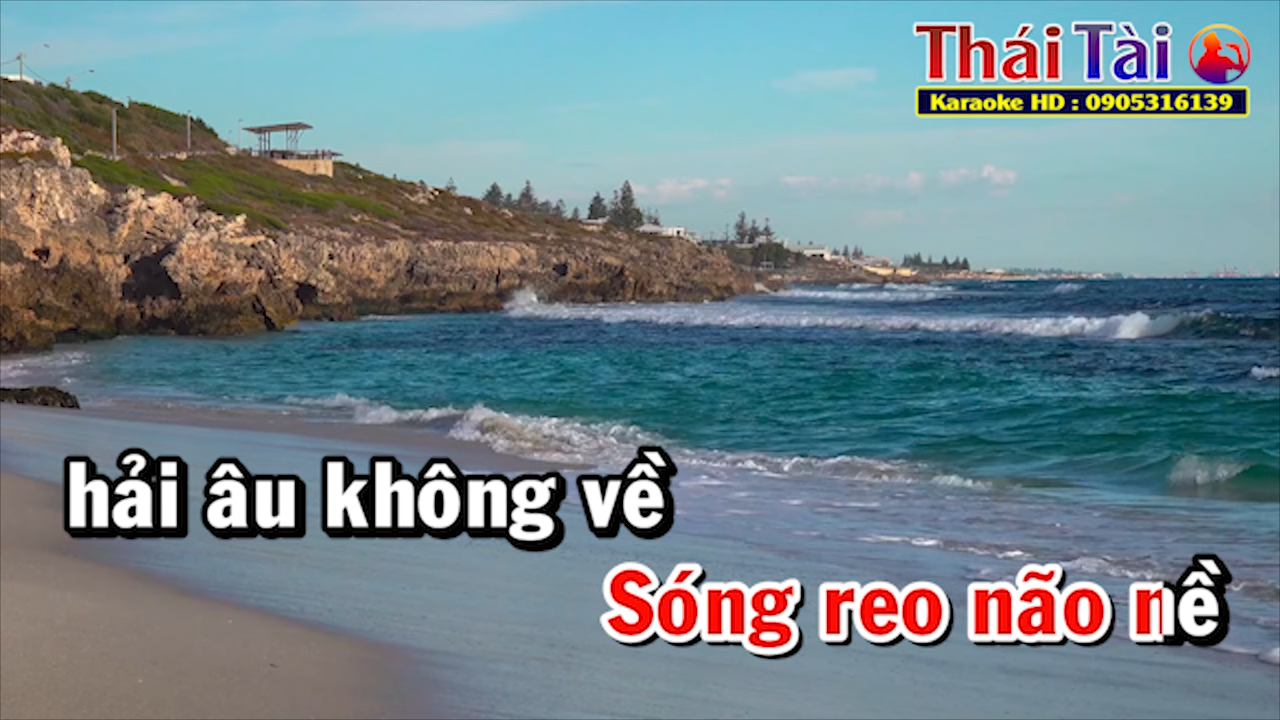 Thái Tài
Karaoke HD : 0905316139
hải âu không về
Sóng reo não nề